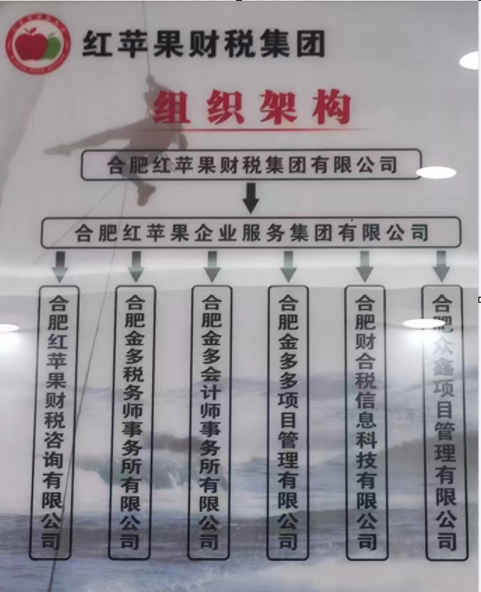 红苹果财税集团
组织架构
合肥红苹果财税集团有限公司
合肥红苹果企业服务集团有限公司
合肥红苹果财税咨询有限公司
合肥金多税务师事务所有限公司
合肥金多会计师事务所有限公司
合肥金多多项目管理有限公司
合肥财合税信息科技有限公司
合肥众鑫项目管理有限公司